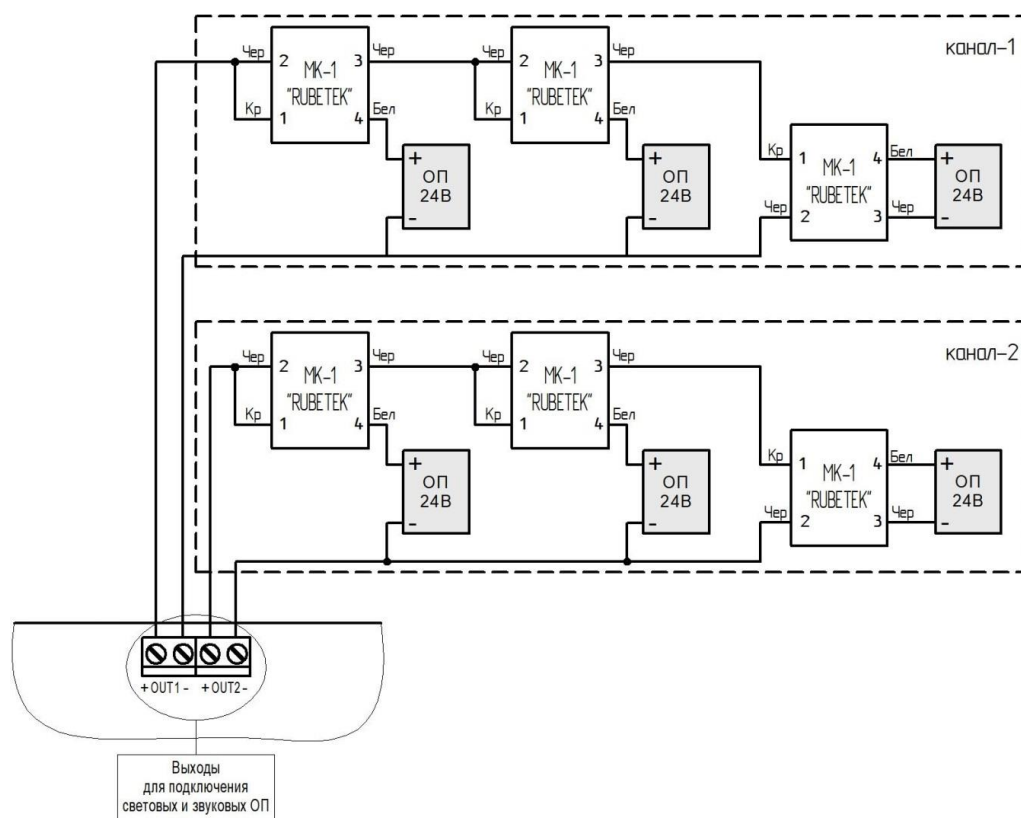 канал-1
Чер 2 МК-1 3 Чер Чер 2 МК-1 3 Чер
"RUBETEK" "RUBETEK"
Кр 1 4 Бел Кр 1 4 Бел
+ ОП 24В -
+ ОП 24В -
Кр 1 МК-1 4 Бел + ОП
"RUBETEK" 24В
Чер 2 3 Чер -
канал-2
Чер 2 МК-1 3 Чер Чер 2 МК-1 3 Чер
"RUBETEK" "RUBETEK"
Кр 1 4 Бел Кр 1 4 Бел
+ ОП 24В -
+ ОП 24В -
Кр 1 МК-1 4 Бел + ОП
"RUBETEK" 24В
Чер 2 3 Чер -
+ OUT1 - + OUT2 -
Выходы
для подключения
световых и звуковых ОП